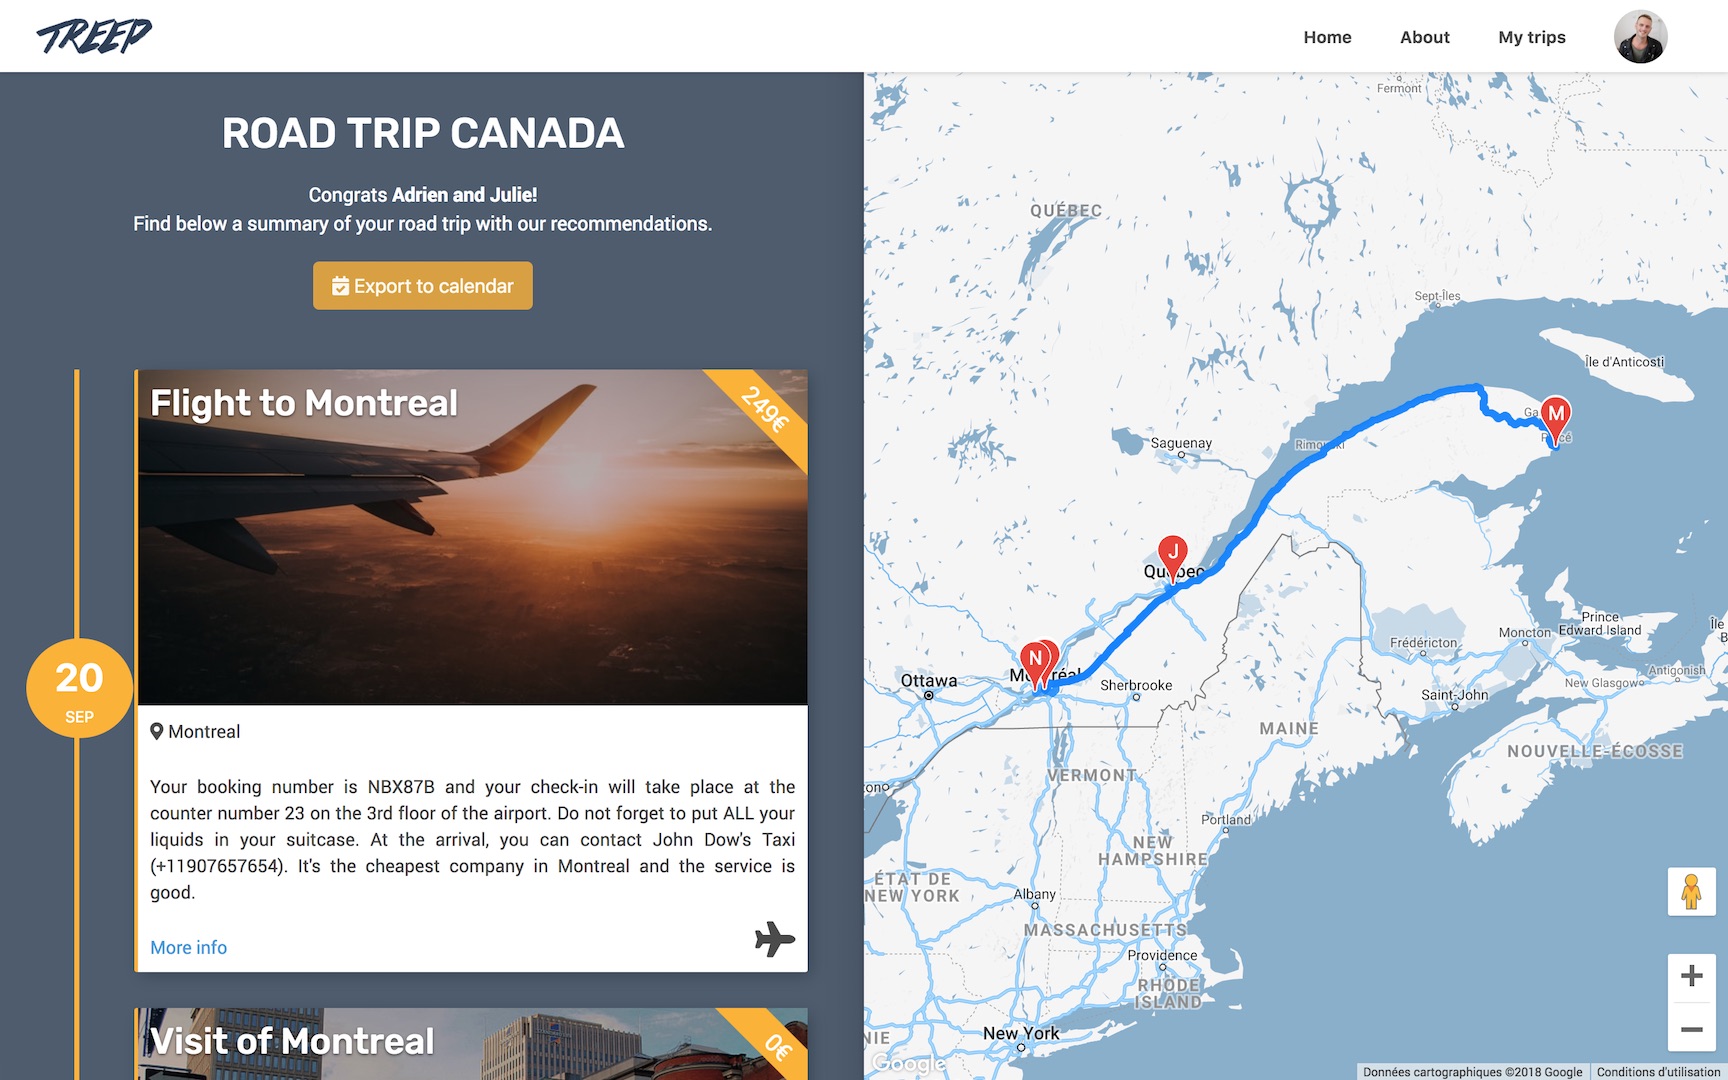 TREEP
Home
About
My trips
ROAD TRIP CANADA
Congrats Adrien and Julie!
Find below a summary of your road trip with our recommendations.
Export to calendar
Flight to Montreal
249€
20
SEP
Montreal
Your booking number is NBX87B and your check-in will take place at the
counter number 23 on the 3rd floor of the airport. Do not forget to put ALL your
liquids in your suitcase. At the arrival, you can contact John Dow's Taxi
(+11907657654). It's the cheapest company in Montreal and the service is
good.
More info
Visit of Montreal
0€
Fermont
QUÉBEC
Sept-Îles
Île d'Anticosti
M
Saguenay
J
N
Ottawa
Sherbrooke
Frédéricton
Moncton
Prince
Edward Island
Antigonish
New Glasgow
Saint-John
MAINE
NOUVELLE-ÉCOSSE
VERMONT
Portland
NEW
HAMPSHIRE
ÉTAT DE
NEW YORK
Albany
MASSACHUSETTS
Providence
RHODE
ISLAND
New York
Google
Données cartographiques ©2018 Google
Conditions d'utilisation